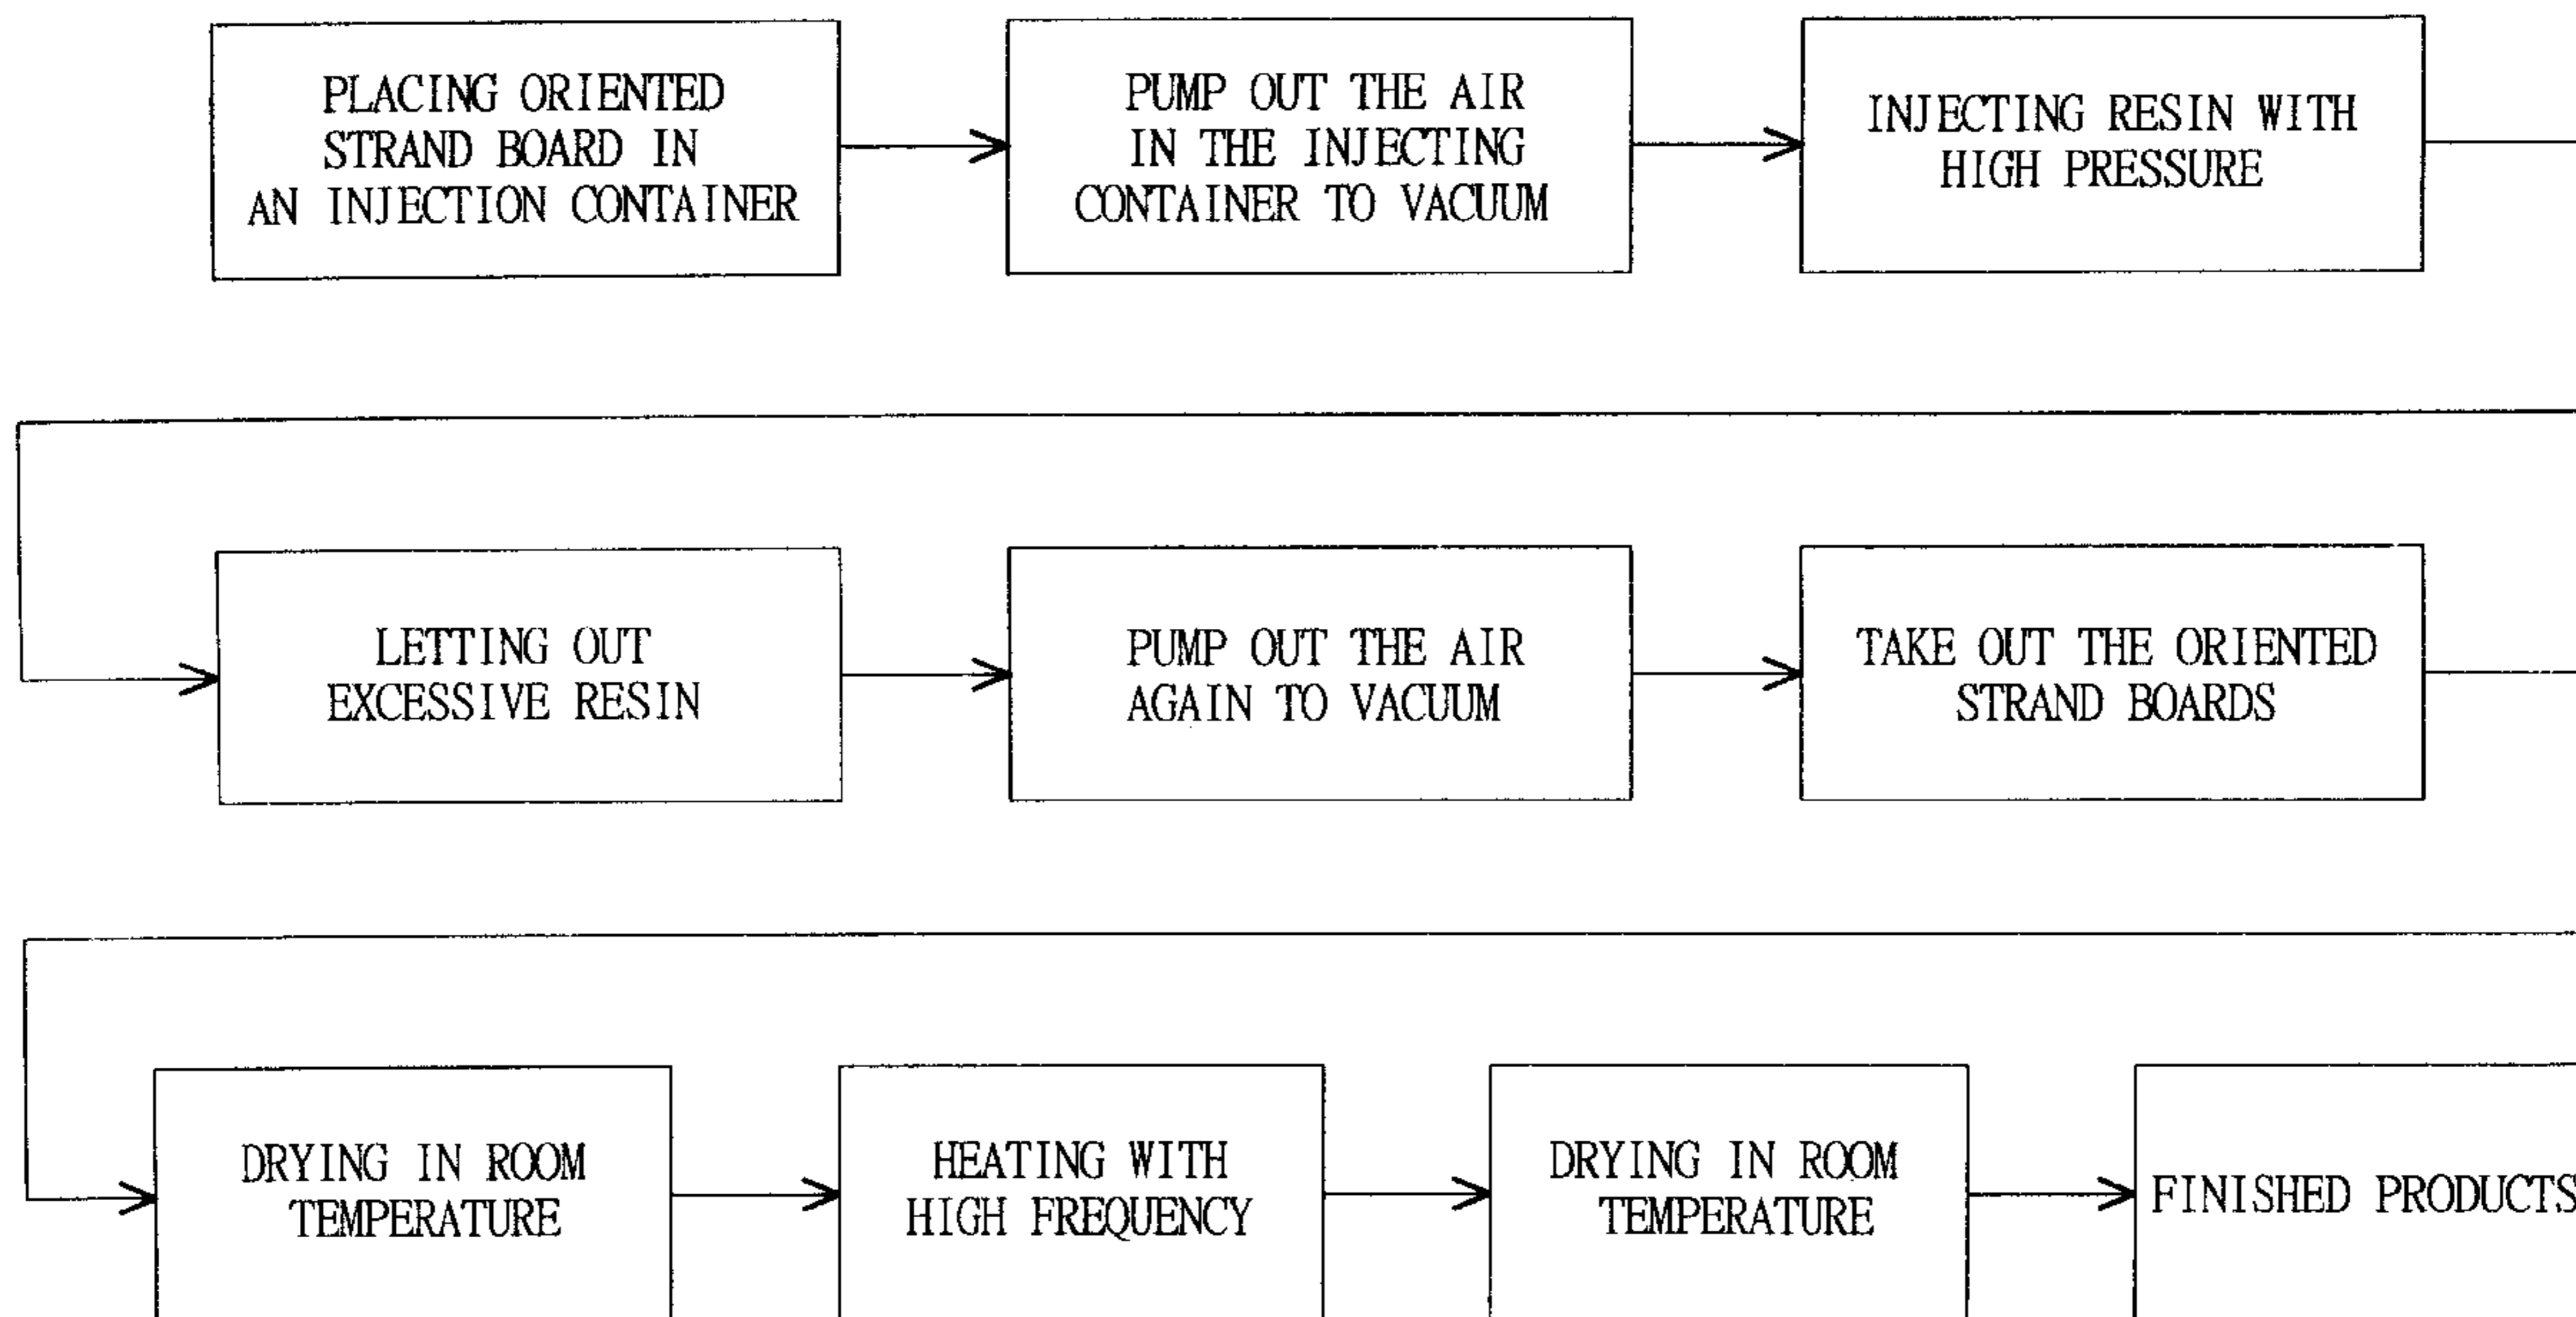 PLACING ORIENTED
STRAND BOARD IN
AN INJECTION CONTAINER
PUMP OUT THE AIR
IN THE INJECTING
CONTAINER TO VACUUM
INJECTING RESIN WITH
HIGH PRESSURE
LETTING OUT
EXCESSIVE RESIN
PUMP OUT THE AIR
AGAIN TO VACUUM
TAKE OUT THE ORIENTED
STRAND BOARDS
DRYING IN ROOM
TEMPERATURE
HEATING WITH
HIGH FREQUENCY
DRYING IN ROOM
TEMPERATURE
FINISHED PRODUCTS